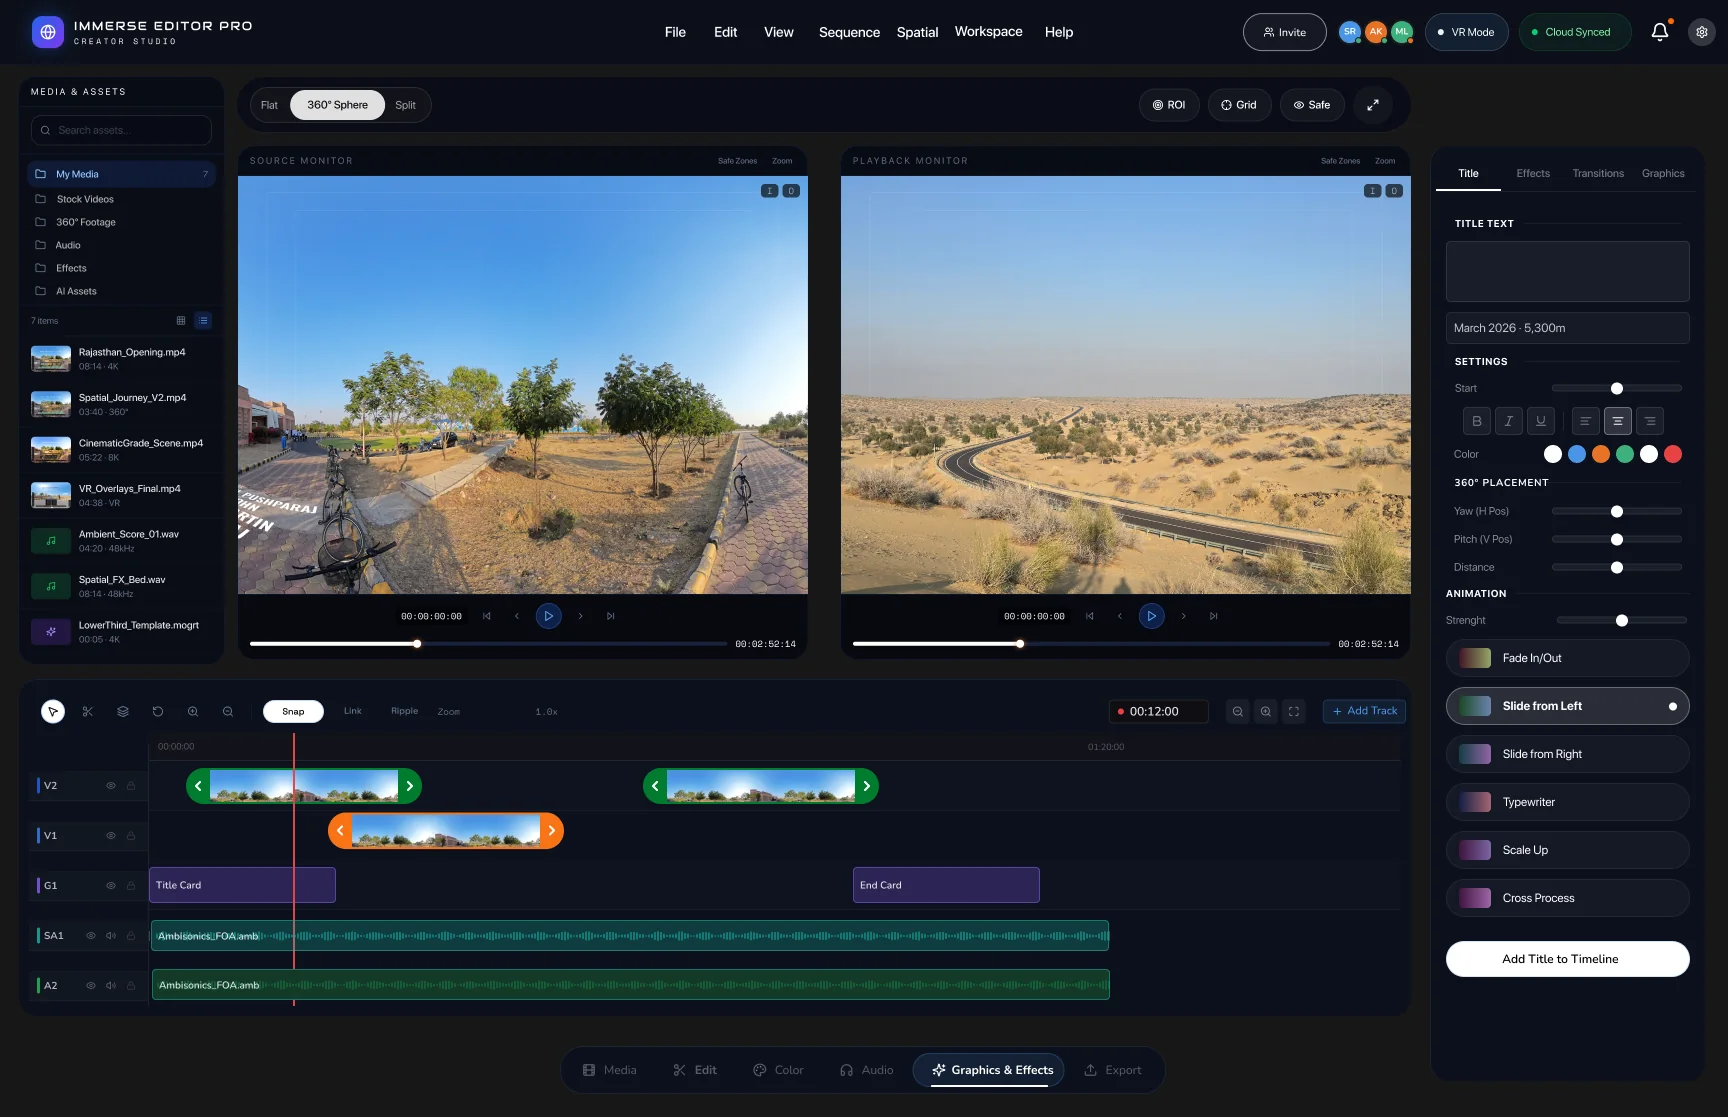 IMMERSE EDITOR PRO
CREATOR STUDIO
File Edit View Sequence Spatial Workspace Help
Invite
SR AK ML
VR Mode
Cloud Synced
MEDIA & ASSETS
Search assets...
My Media 7
Stock Videos
360° Footage
Audio
Effects
AI Assets
7 items
Rajasthan_Opening.mp4
08:14 · 4K
Spatial_Journey_V2.mp4
03:40 · 360°
CinematicGrade_Scene.mp4
05:22 · 8K
VR_Overlays_Final.mp4
04:38 · VR
Ambient_Score_01.wav
04:20 · 48kHz
Spatial_FX_Bed.wav
08:14 · 48kHz
LowerThird_Template.mogrt
00:05 · 4K
Flat 360° Sphere Split
ROI Grid Safe
SOURCE MONITOR Safe Zones Zoom
I O
PUSHPARAJ
MARTIN
00:00:00:00
00:02:52:14
PLAYBACK MONITOR Safe Zones Zoom
I O
00:00:00:00
00:02:52:14
Title Effects Transitions Graphics
TITLE TEXT
March 2026 · 5,300m
SETTINGS
Start
B I U
Color
360° PLACEMENT
Yaw (H Pos)
Pitch (V Pos)
Distance
ANIMATION
Strenght
Fade In/Out
Slide from Left
Slide from Right
Typewriter
Scale Up
Cross Process
Add Title to Timeline
Snap Link Ripple Zoom 1.0x
00:12:00
+ Add Track
00:00:00 01:20:00
V2
V1
G1 Title Card End Card
SA1 Ambisonics_FOA.amb
A2 Ambisonics_FOA.amb
Media Edit Color Audio Graphics & Effects Export